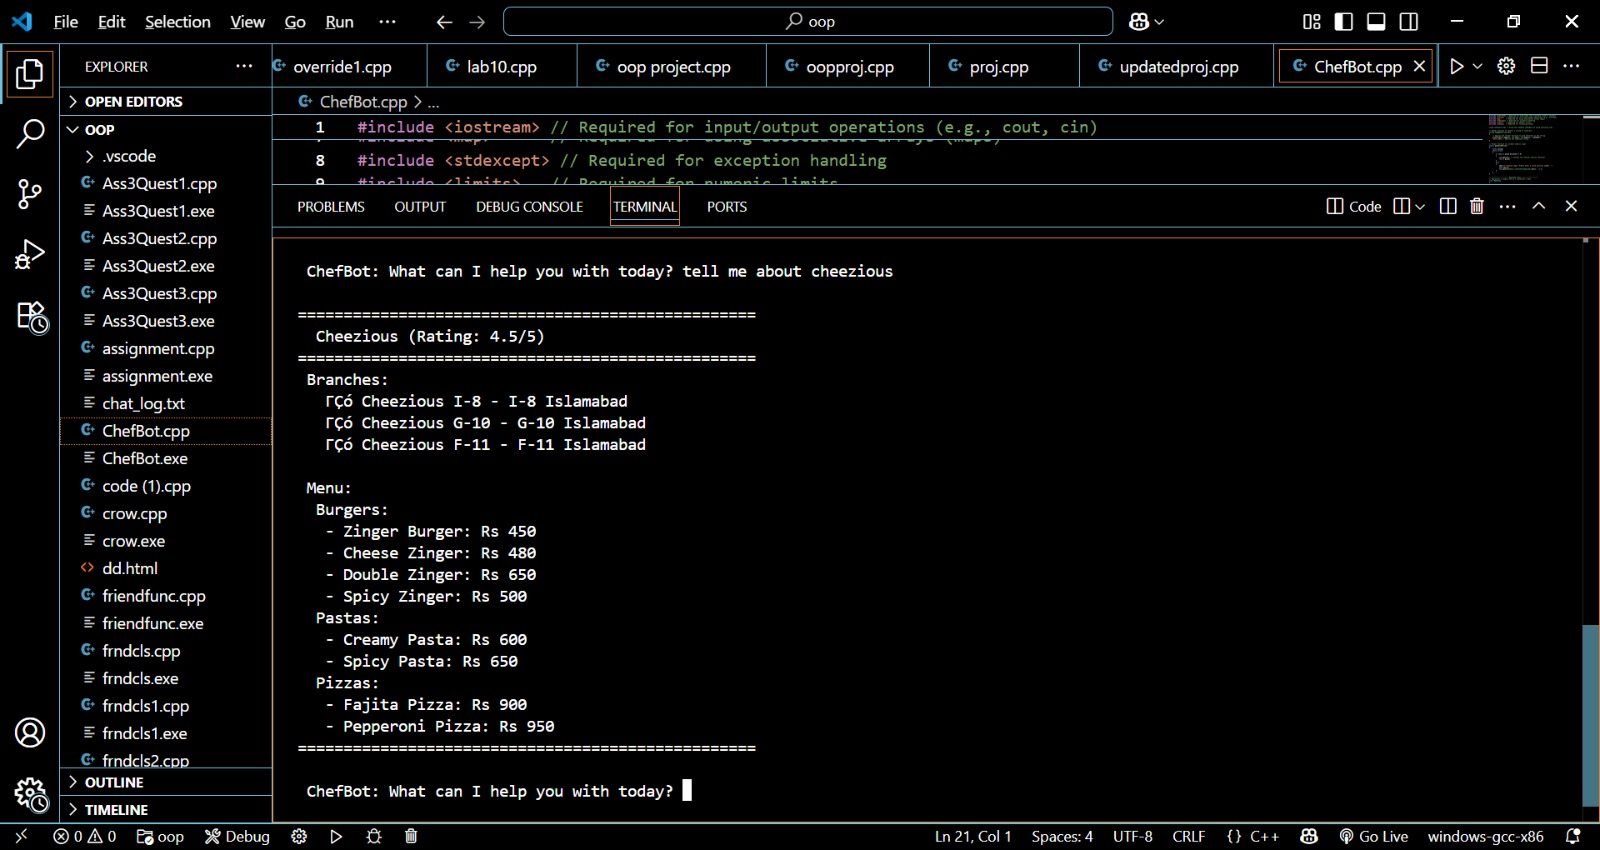 File Edit Selection View Go Run ··· oop
EXPLORER ···
override1.cpp lab10.cpp oop project.cpp oopproj.cpp proj.cpp updatedproj.cpp ChefBot.cpp
OPEN EDITORS
OOP
.vscode
Ass3Quest1.cpp
Ass3Quest1.exe
Ass3Quest2.cpp
Ass3Quest2.exe
Ass3Quest3.cpp
Ass3Quest3.exe
assignment.cpp
assignment.exe
chat_log.txt
ChefBot.cpp
ChefBot.exe
code (1).cpp
crow.cpp
crow.exe
dd.html
friendfunc.cpp
friendfunc.exe
frndcls.cpp
frndcls.exe
frndcls1.cpp
frndcls1.exe
frndcls2.cpp
OUTLINE
TIMELINE
ChefBot.cpp > ...
1 #include <iostream> // Required for input/output operations (e.g., cout, cin)
8 #include <stdexcept> // Required for exception handling
9 #include <limits> // Required for numeric limits
PROBLEMS OUTPUT DEBUG CONSOLE TERMINAL PORTS Code
ChefBot: What can I help you with today? tell me about cheezious
==================================================
Cheezious (Rating: 4.5/5)
==================================================
Branches:
ΓÇó Cheezious I-8 - I-8 Islamabad
ΓÇó Cheezious G-10 - G-10 Islamabad
ΓÇó Cheezious F-11 - F-11 Islamabad
Menu:
Burgers:
- Zinger Burger: Rs 450
- Cheese Zinger: Rs 480
- Double Zinger: Rs 650
- Spicy Zinger: Rs 500
Pastas:
- Creamy Pasta: Rs 600
- Spicy Pasta: Rs 650
Pizzas:
- Fajita Pizza: Rs 900
- Pepperoni Pizza: Rs 950
==================================================
ChefBot: What can I help you with today?
0 0 oop Debug Ln 21, Col 1 Spaces: 4 UTF-8 CRLF {} C++ Go Live windows-gcc-x86